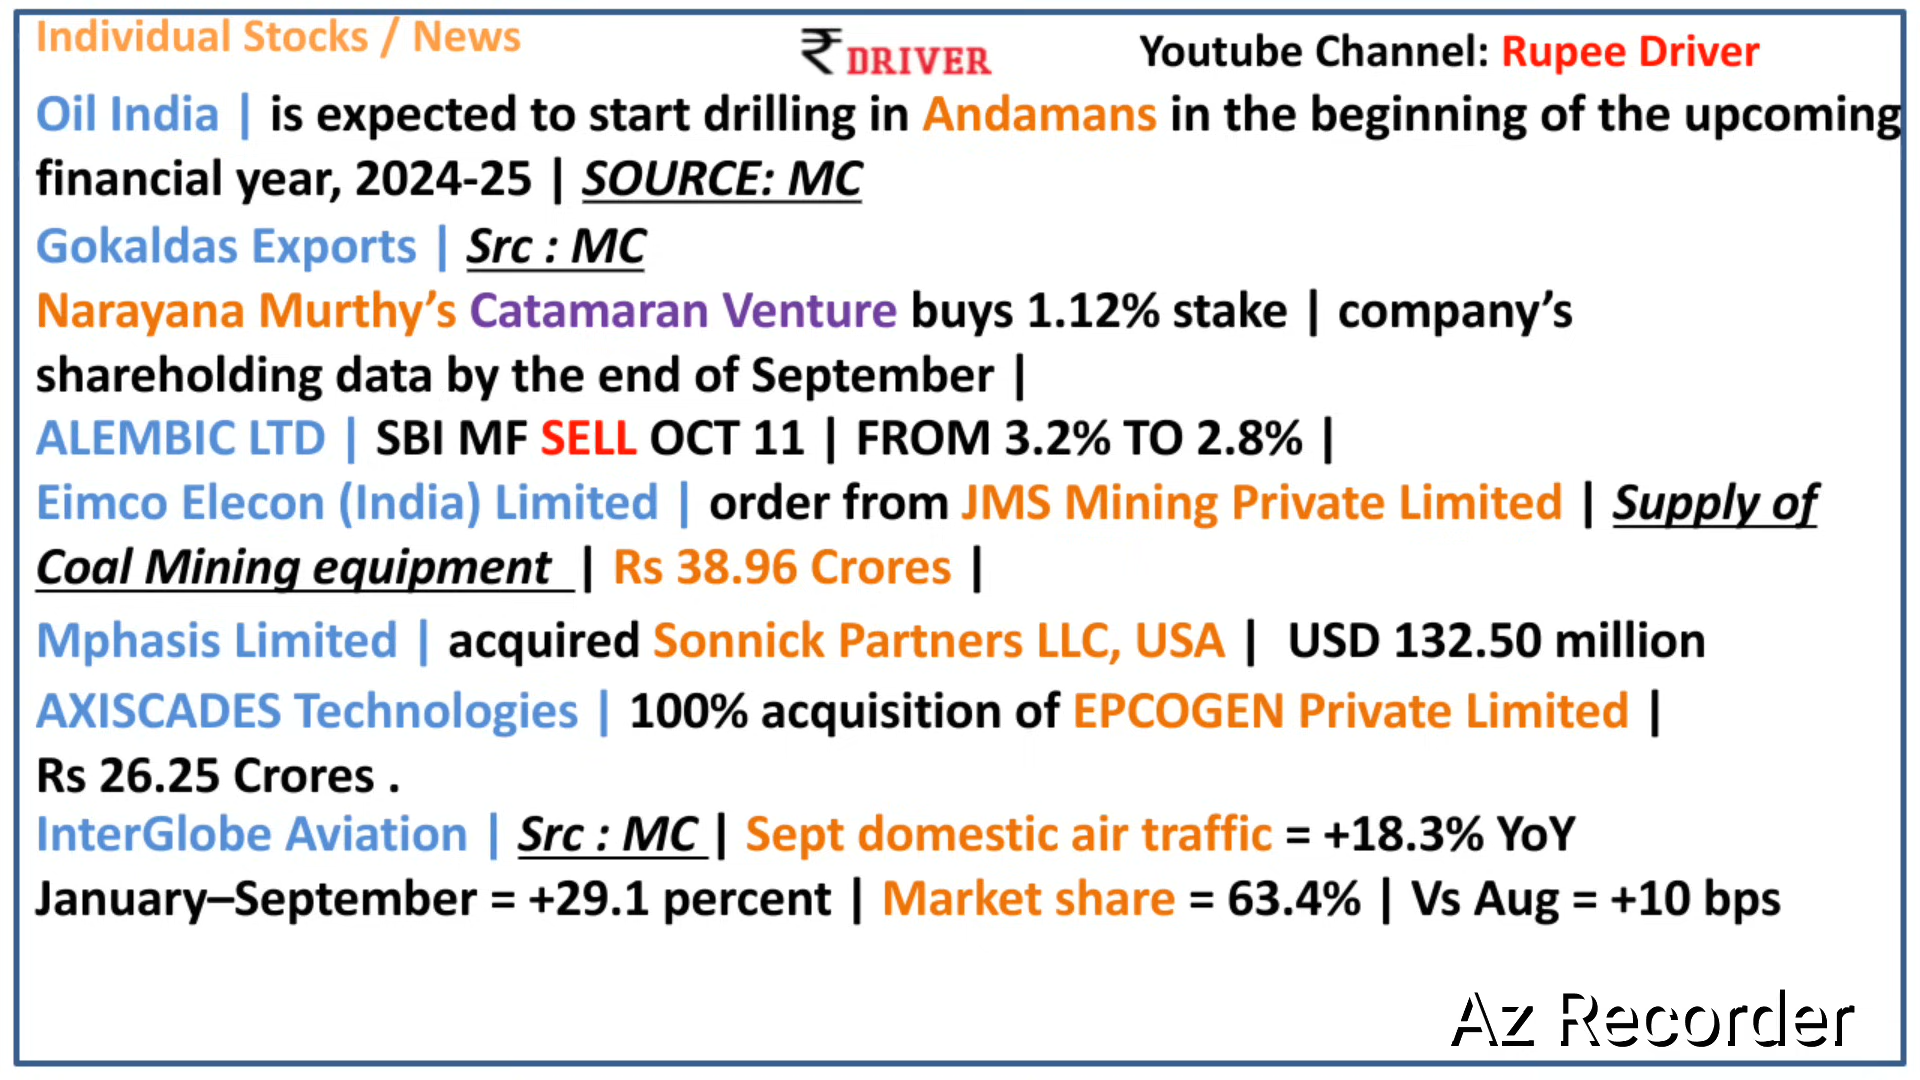 Individual Stocks / News
₹ DRIVER
Youtube Channel: Rupee Driver
Oil India | is expected to start drilling in Andamans in the beginning of the upcoming
financial year, 2024-25 | SOURCE: MC
Gokaldas Exports | Src : MC
Narayana Murthy’s Catamaran Venture buys 1.12% stake | company’s
shareholding data by the end of September |
ALEMBIC LTD | SBI MF SELL OCT 11 | FROM 3.2% TO 2.8% |
Eimco Elecon (India) Limited | order from JMS Mining Private Limited | Supply of
Coal Mining equipment | Rs 38.96 Crores |
Mphasis Limited | acquired Sonnick Partners LLC, USA | USD 132.50 million
AXISCADES Technologies | 100% acquisition of EPCOGEN Private Limited |
Rs 26.25 Crores .
InterGlobe Aviation | Src : MC | Sept domestic air traffic = +18.3% YoY
January–September = +29.1 percent | Market share = 63.4% | Vs Aug = +10 bps
Az Recorder